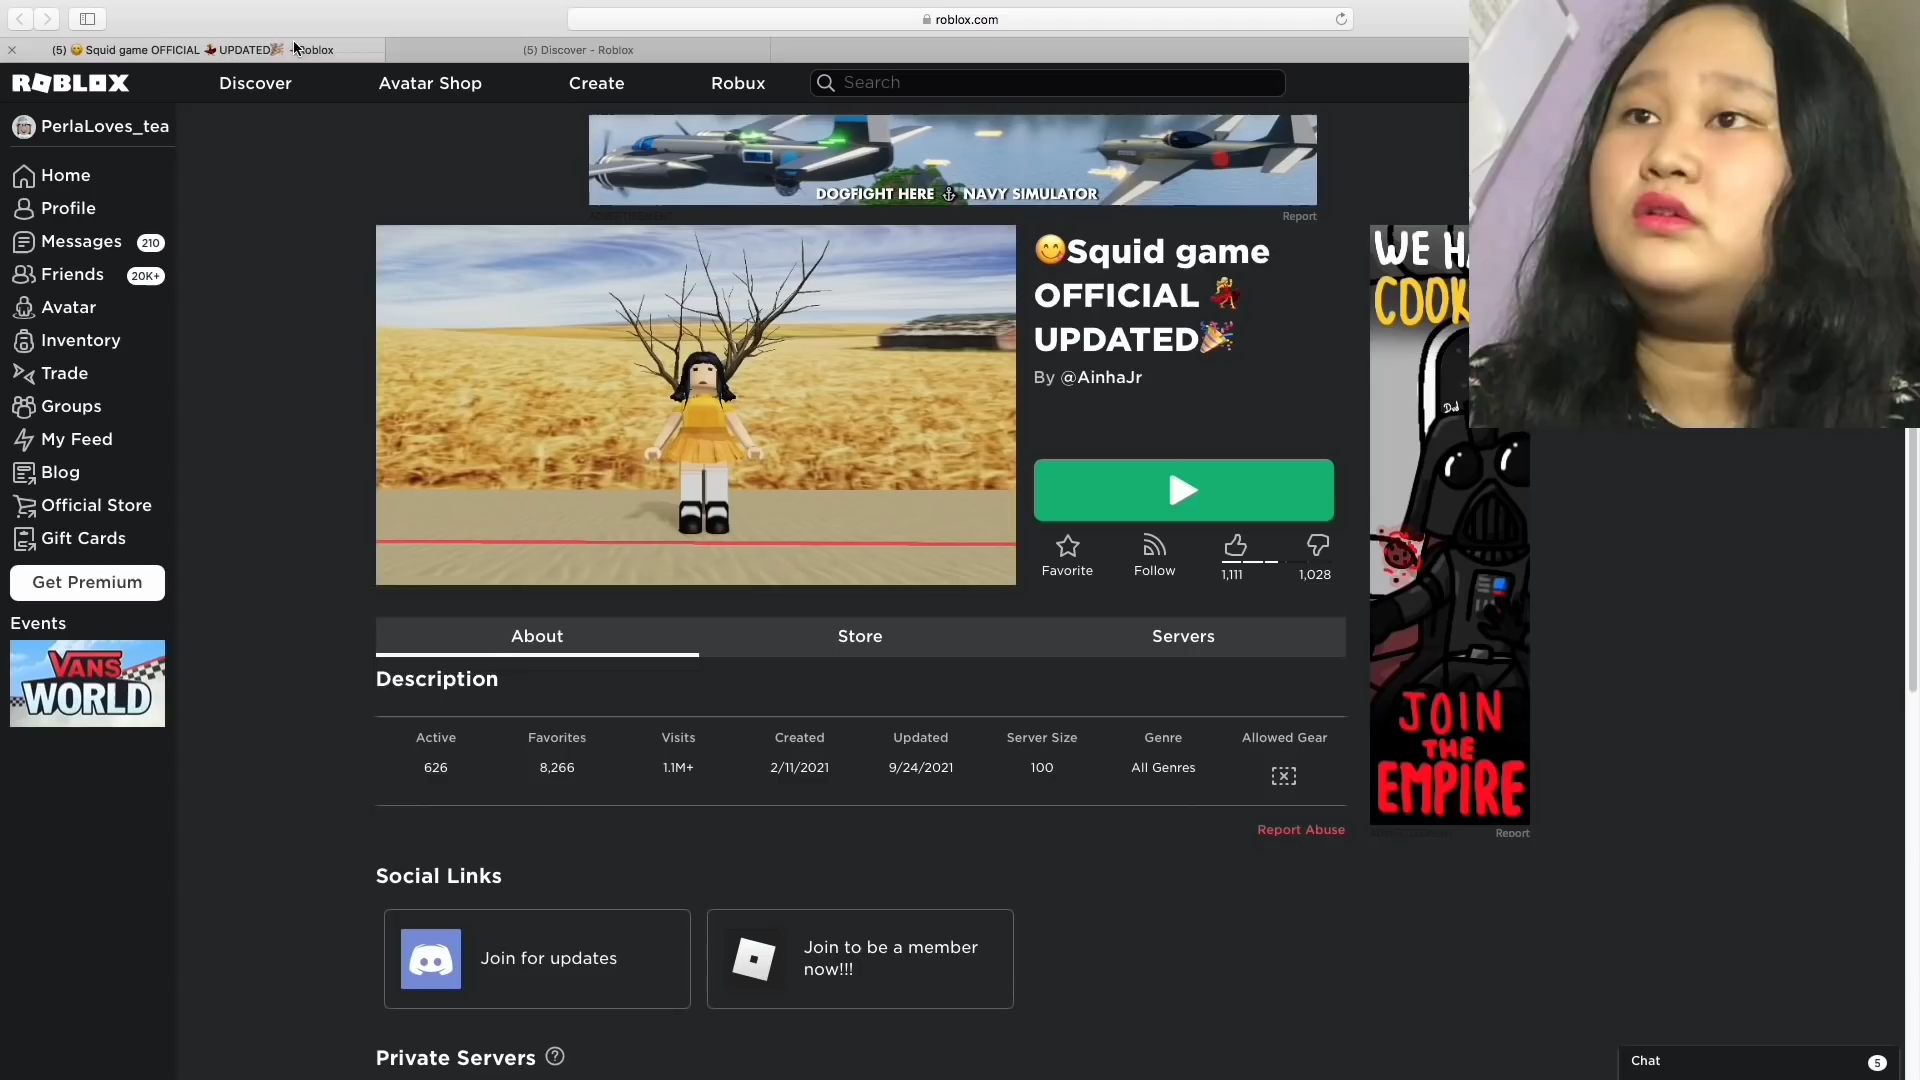 roblox.com
(5) 😋 Squid game OFFICIAL 💃 UPDATED🎉 - Roblox
(5) Discover - Roblox
ROBLOX
Discover
Avatar Shop
Create
Robux
Search
PerlaLoves_tea
Home
Profile
Messages 210
Friends 20K+
Avatar
Inventory
Trade
Groups
My Feed
Blog
Official Store
Gift Cards
Get Premium
Events
VANS
WORLD
DOGFIGHT HERE ⚓ NAVY SIMULATOR
ADVERTISEMENT
Report
😋Squid game
OFFICIAL 💃
UPDATED🎉
By @AinhaJr
Favorite
Follow
1,111
1,028
About
Store
Servers
Description
Active Favorites Visits Created Updated Server Size Genre Allowed Gear
626 8,266 1.1M+ 2/11/2021 9/24/2021 100 All Genres
Report Abuse
Social Links
Join for updates
Join to be a member
now!!!
Private Servers
WE HA
COOK
JOIN
THE
EMPIRE
ADVERTISEMENT
Report
Chat 5